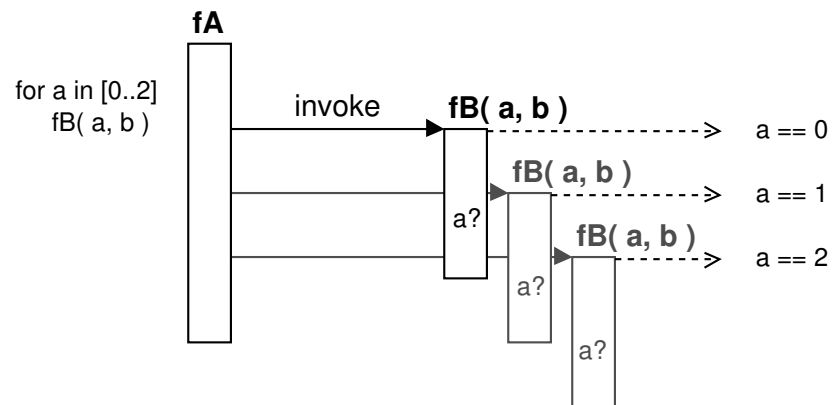 fA
for a in [0..2]
fB( a, b )
invoke
fB( a, b )
a == 0
fB( a, b )
a == 1
a?
fB( a, b )
a == 2
a?
a?